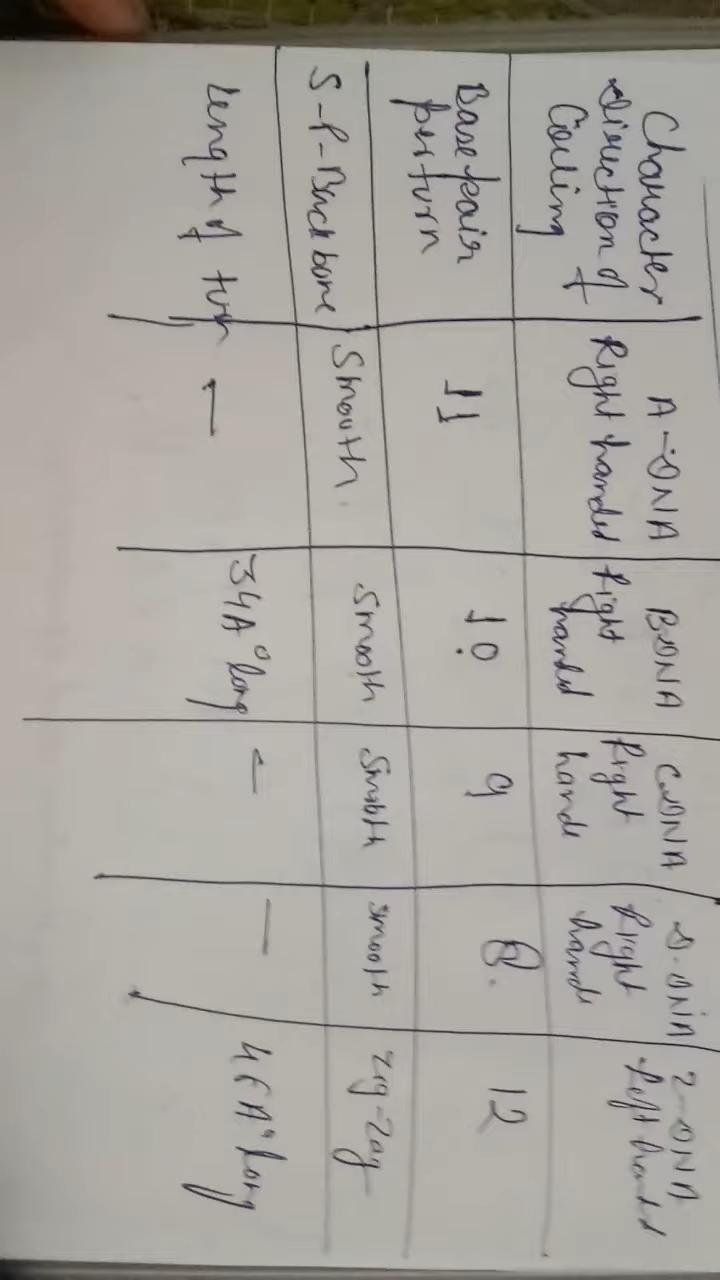 Character A-DNA B-DNA C-DNA D-DNA Z-DNA
Direction of Coiling Right handed Right handed Right hande Right hande Left handed
Base pair per turn 11 10 9 8. 12
S-P-Backbone Smooth. Smooth Smooth Smooth Zig-Zag
Length of turn - 34A° long - - 46A° long